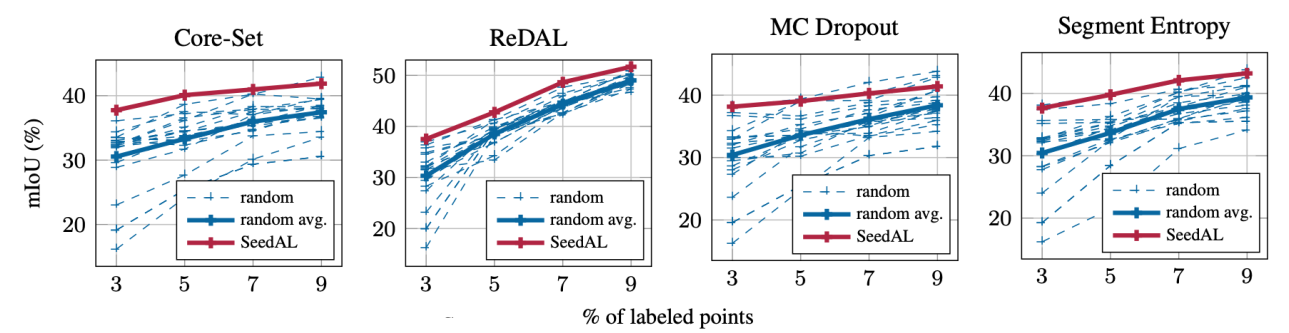 Core-Set
ReDAL
MC Dropout
Segment Entropy
mIoU (%)
40
30
20
random
random avg.
SeedAL
3 5 7 9
50
40
30
20
random
random avg.
SeedAL
3 5 7 9
40
30
20
random
random avg.
SeedAL
3 5 7 9
40
30
20
random
random avg.
SeedAL
3 5 7 9
% of labeled points